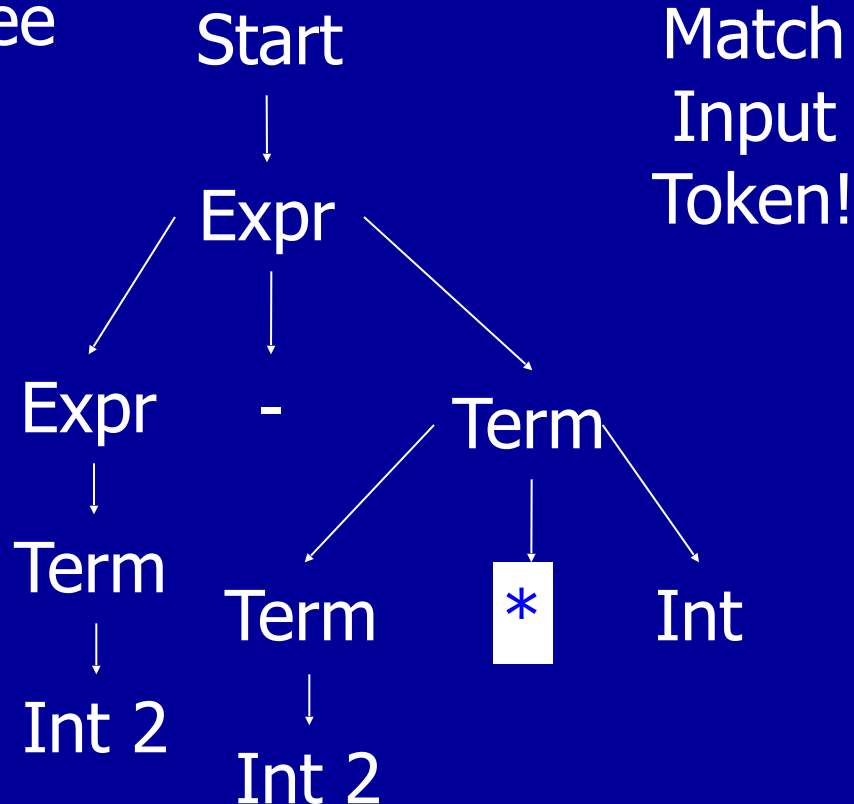 ee
Start
Match
Input
Token!
Expr
Expr
-
Term
Term
Term
*
Int
Int 2
Int 2